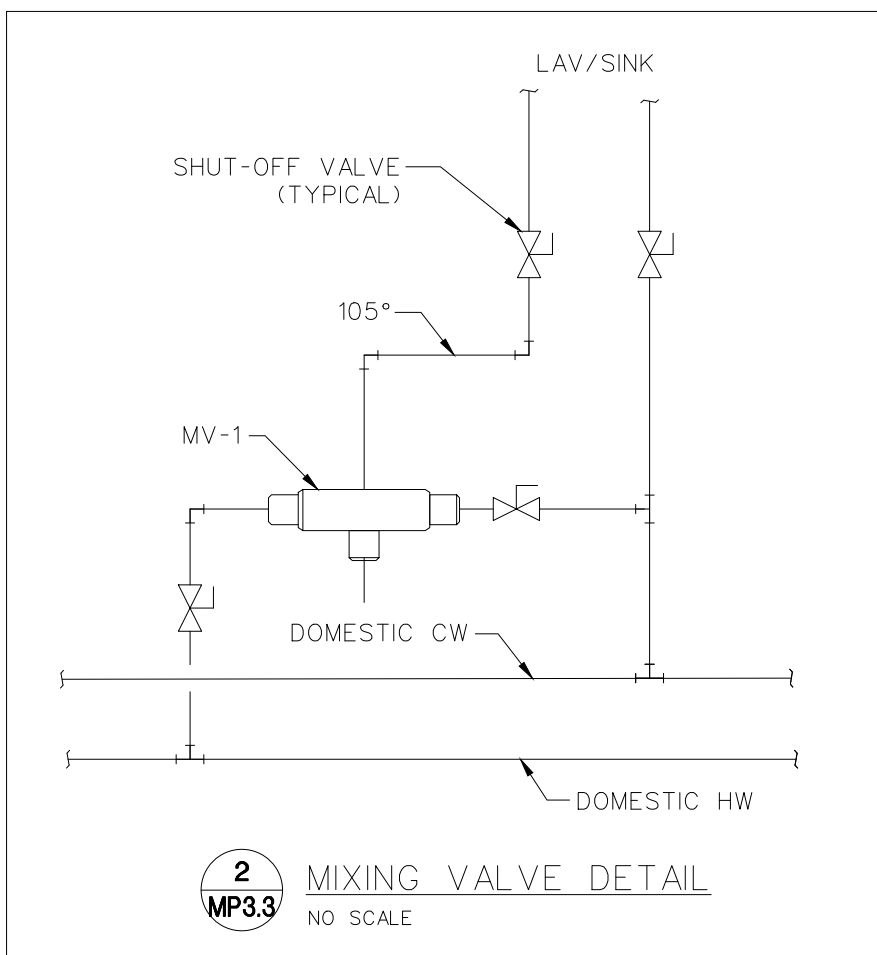 LAV/SINK
SHUT-OFF VALVE
(TYPICAL)
105°
MV-1
DOMESTIC CW
DOMESTIC HW
2
MP3.3
MIXING VALVE DETAIL
NO SCALE